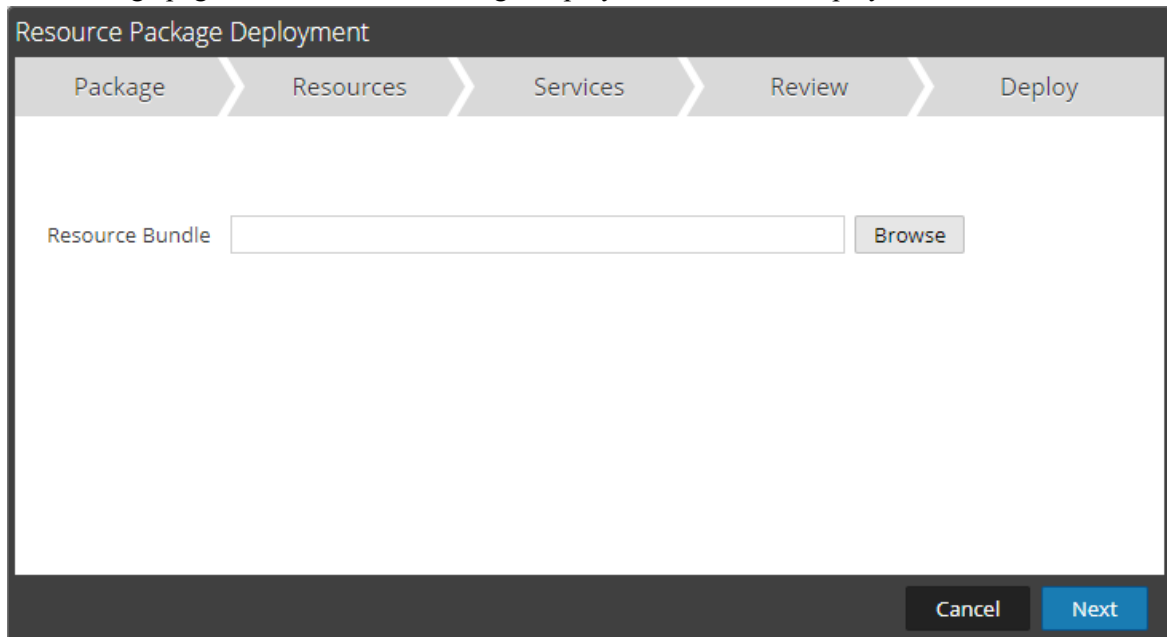 Resource Package Deployment
Package
Resources
Services
Review
Deploy
Resource Bundle
Browse
Cancel
Next